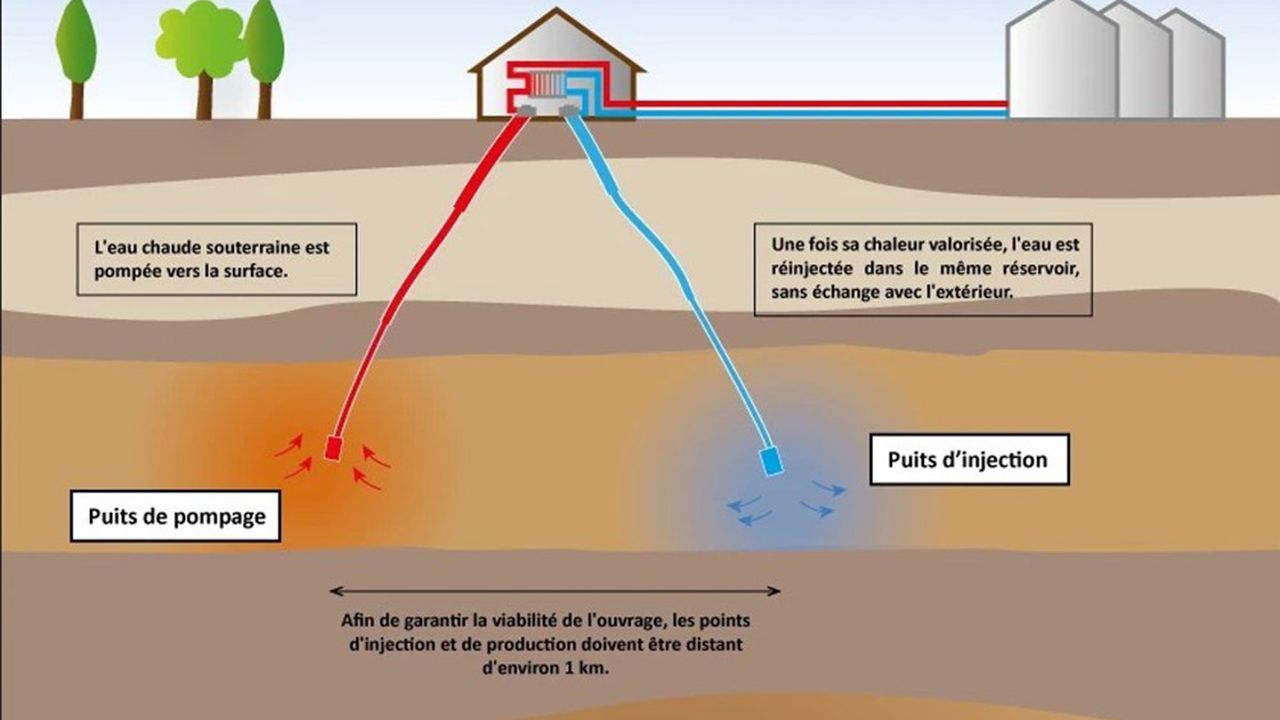 L'eau chaude souterraine est
pompée vers la surface.
Une fois sa chaleur valorisée, l'eau est
réinjectée dans le même réservoir,
sans échange avec l'extérieur.
Puits d'injection
Puits de pompage
Afin de garantir la viabilité de l'ouvrage, les points
d'injection et de production doivent être distant
d'environ 1 km.